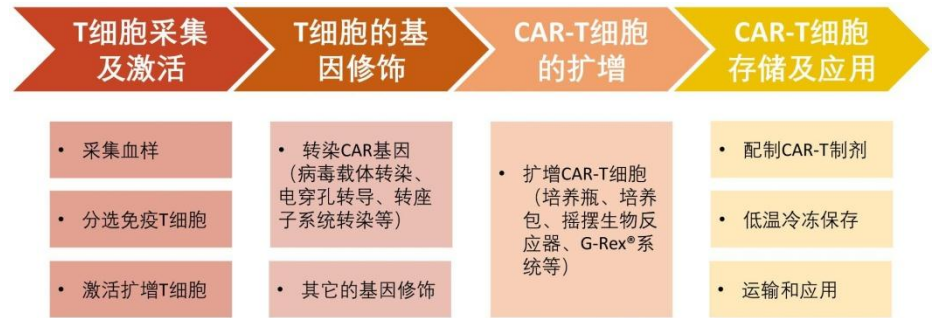 T细胞采集
及激活
T细胞的基
因修饰
CAR-T细胞
的扩增
CAR-T细胞
存储及应用
• 采集血样
• 分选免疫T细胞
• 激活扩增T细胞
• 转染CAR基因
（病毒载体转染、
电穿孔转导、转座
子系统转染等）
• 其它的基因修饰
• 扩增CAR-T细胞
（培养瓶、培养
包、摇摆生物反
应器、G-Rex®系
统等）
• 配制CAR-T制剂
• 低温冷冻保存
• 运输和应用